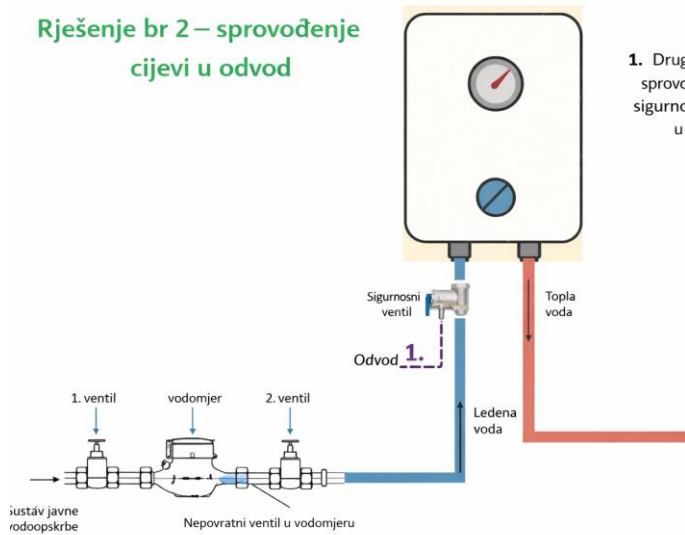 Rješenje br 2 – sprovođenje
cijevi u odvod
1. Drug
sprovo
sigurno
u
Sigurnosni
ventil
Topla
voda
Odvod 1.
1. ventil
vodomjer
2. ventil
Ledena
voda
Sustáv javne
vodoopskrbe
Nepovratni ventil u vodomjeru